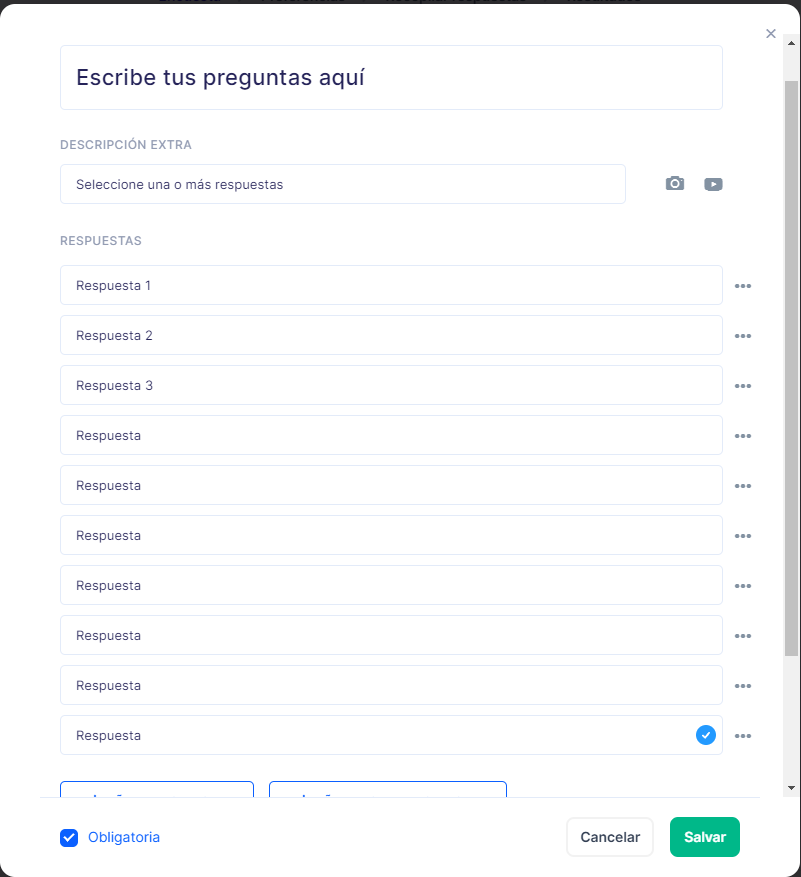 Escribe tus preguntas aquí
DESCRIPCIÓN EXTRA
Seleccione una o más respuestas
RESPUESTAS
Respuesta 1
Respuesta 2
Respuesta 3
Respuesta
Respuesta
Respuesta
Respuesta
Respuesta
Respuesta
Respuesta
Obligatoria
Cancelar
Salvar